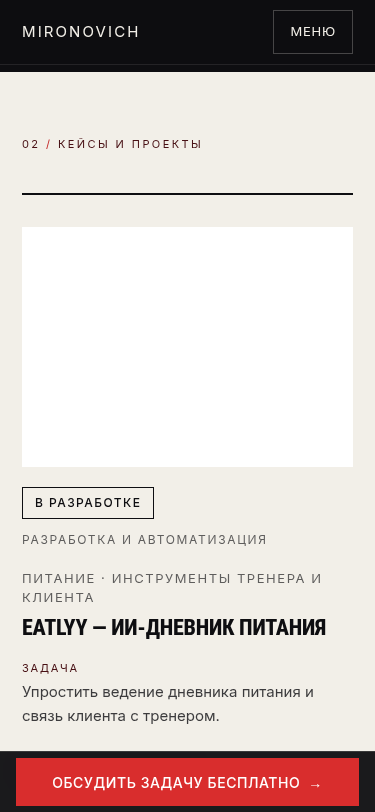 MIRONOVICH
МЕНЮ
02 / КЕЙСЫ И ПРОЕКТЫ
В РАЗРАБОТКЕ
РАЗРАБОТКА И АВТОМАТИЗАЦИЯ
ПИТАНИЕ · ИНСТРУМЕНТЫ ТРЕНЕРА И
КЛИЕНТА
EATLYY — ИИ-ДНЕВНИК ПИТАНИЯ
ЗАДАЧА
Упростить ведение дневника питания и
связь клиента с тренером.
ОБСУДИТЬ ЗАДАЧУ БЕСПЛАТНО →